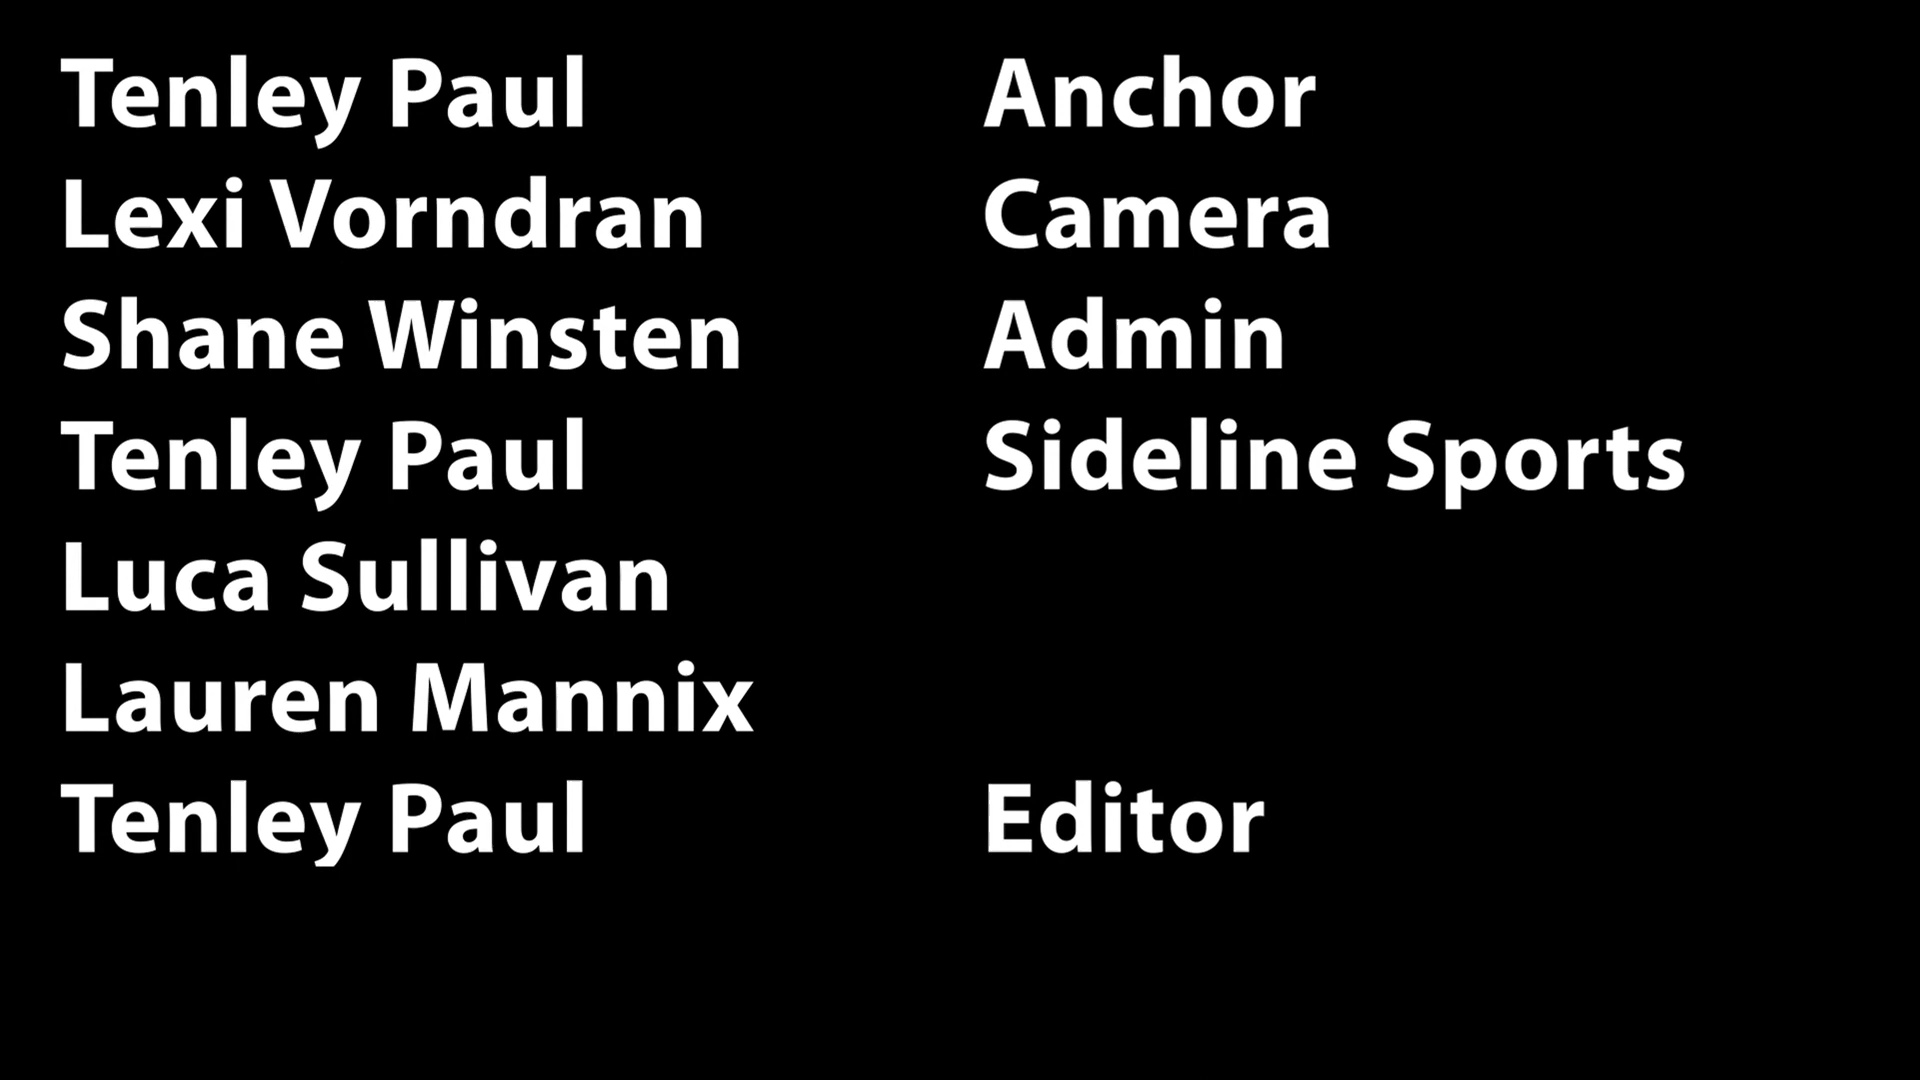 Tenley Paul Anchor
Lexi Vorndran Camera
Shane Winsten Admin
Tenley Paul Sideline Sports
Luca Sullivan
Lauren Mannix
Tenley Paul Editor